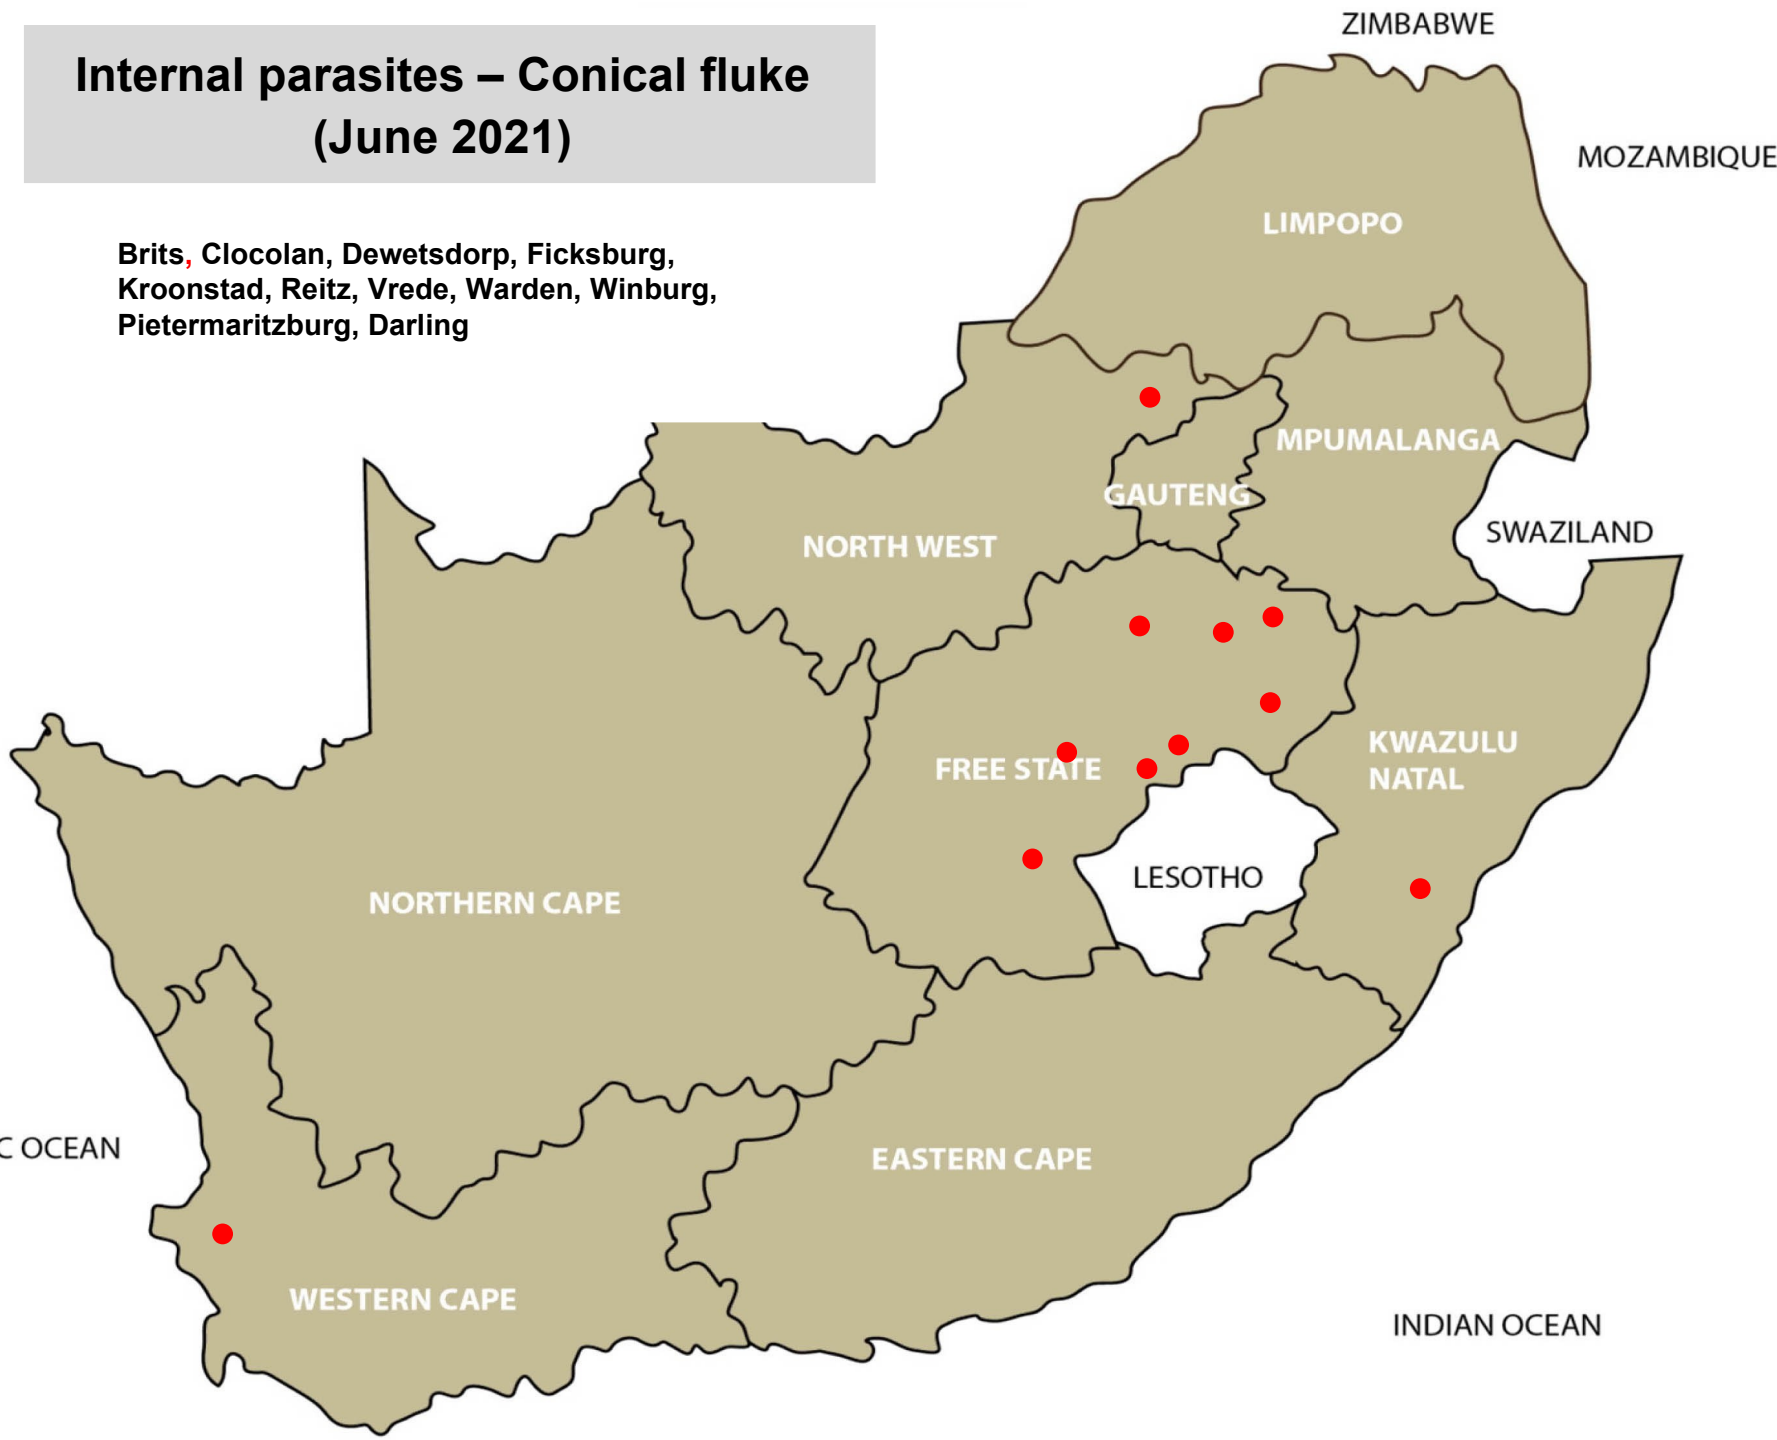 Internal parasites – Conical fluke
(June 2021)
Brits, Clocolan, Dewetsdorp, Ficksburg,
Kroonstad, Reitz, Vrede, Warden, Winburg,
Pietermaritzburg, Darling
ZIMBABWE
MOZAMBIQUE
LIMPOPO
MPUMALANGA
GAUTENG
SWAZILAND
NORTH WEST
KWAZULU
NATAL
FREE STATE
LESOTHO
NORTHERN CAPE
C OCEAN
EASTERN CAPE
WESTERN CAPE
INDIAN OCEAN